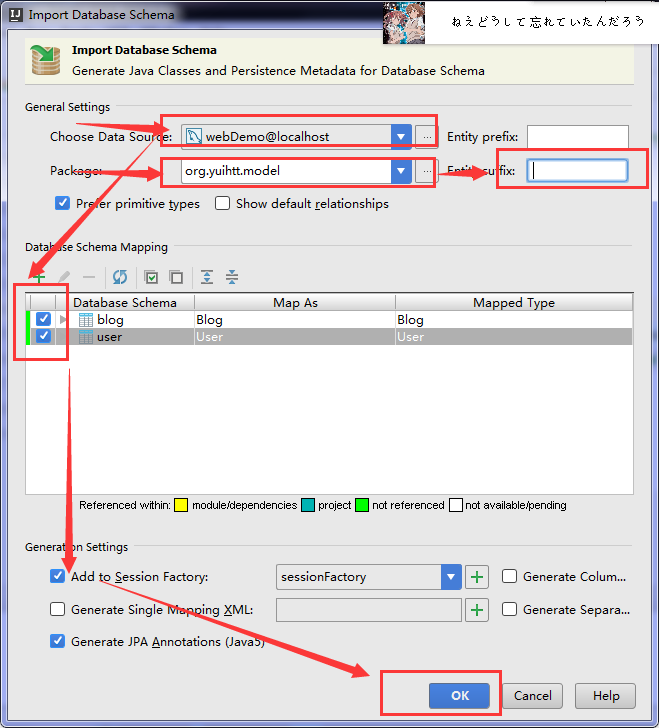 IJ Import Database Schema
ねえどうして忘れていたんだろう
Import Database Schema
Generate Java Classes and Persistence Metadata for Database Schema
General Settings
Choose Data Source: webDemo@localhost ... Entity prefix:
Package: org.yuihtt.model ... Entity suffix:
Prefer primitive types Show default relationships
Database Schema Mapping
Database Schema Map As Mapped Type
blog Blog Blog
user User User
Referenced within: module/dependencies project not referenced not available/pending
Generation Settings
Add to Session Factory: sessionFactory Generate Colum...
Generate Single Mapping XML: Generate Separa...
Generate JPA Annotations (Java5)
OK Cancel Help